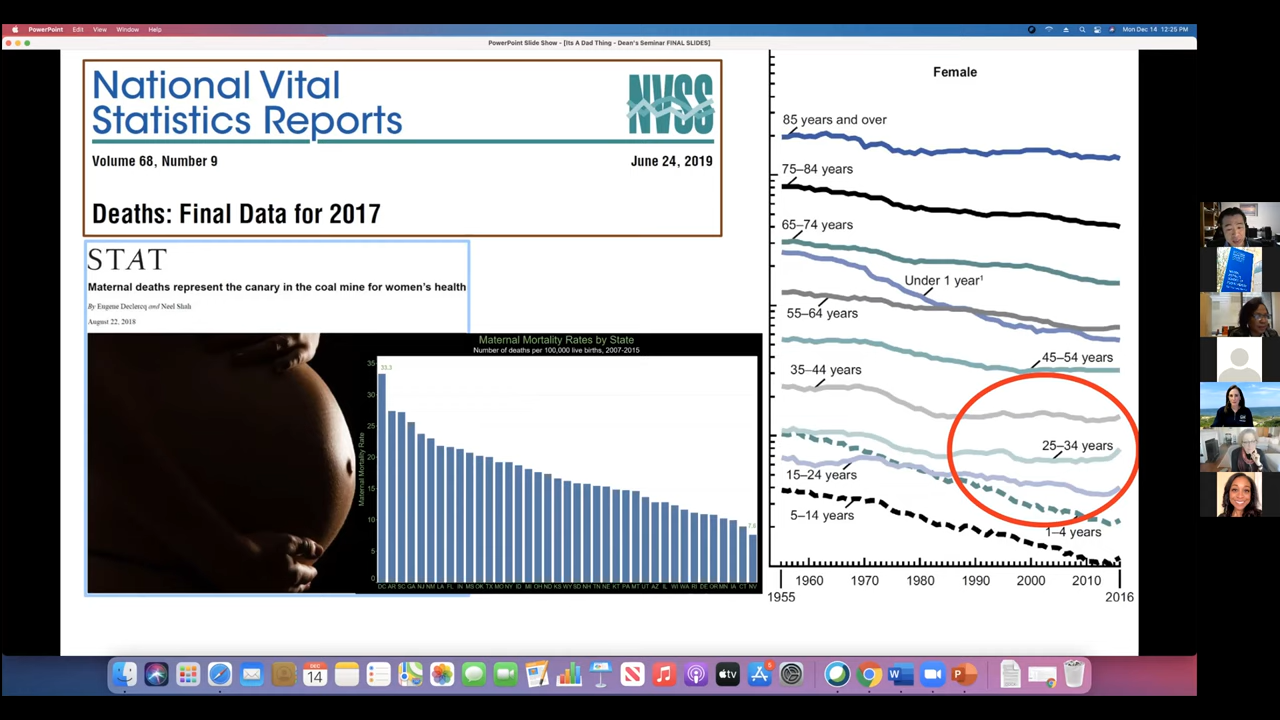 PowerPoint Edit View Window Help
Mon Dec 14 12:25 PM
PowerPoint Slide Show - [Its A Dad Thing - Dean's Seminar FINAL SLIDES]
National Vital
Statistics Reports
NVSS
Volume 68, Number 9
June 24, 2019
Deaths: Final Data for 2017
STAT
Maternal deaths represent the canary in the coal mine for women's health
By Eugene Declercq and Neel Shah
August 22, 2018
Maternal Mortality Rates by State
Number of deaths per 100,000 live births, 2007-2015
Maternal Mortality Rate
35
30
25
20
15
10
5
0
33.3
Female
85 years and over
75–84 years
65–74 years
Under 1 year¹
55–64 years
45–54 years
35–44 years
25–34 years
15–24 years
5–14 years
1–4 years
1960
1970
1980
1990
2000
2010
1955
2016
DEC
14
tv
W
P